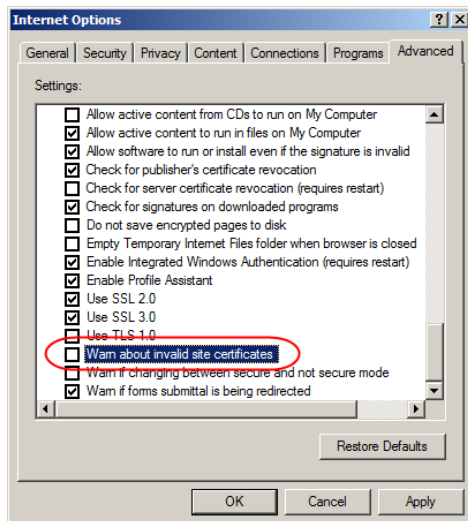 Internet Options
General Security Privacy Content Connections Programs Advanced
Settings:
Allow active content from CDs to run on My Computer
Allow active content to run in files on My Computer
Allow software to run or install even if the signature is invalid
Check for publisher's certificate revocation
Check for server certificate revocation (requires restart)
Check for signatures on downloaded programs
Do not save encrypted pages to disk
Empty Temporary Internet Files folder when browser is closed
Enable Integrated Windows Authentication (requires restart)
Enable Profile Assistant
Use SSL 2.0
Use SSL 3.0
Use TLS 1.0
Warn about invalid site certificates
Warn if changing between secure and not secure mode
Warn if forms submittal is being redirected
Restore Defaults
OK Cancel Apply